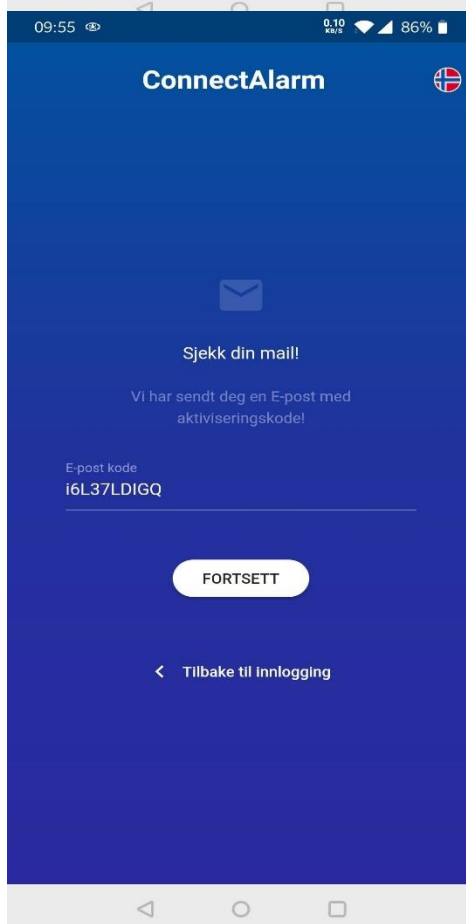 09:55
0.10
KB/S
86%
ConnectAlarm
Sjekk din mail!
Vi har sendt deg en E-post med
aktiviseringskode!
E-post kode
i6L37LDIGQ
FORTSETT
Tilbake til innlogging